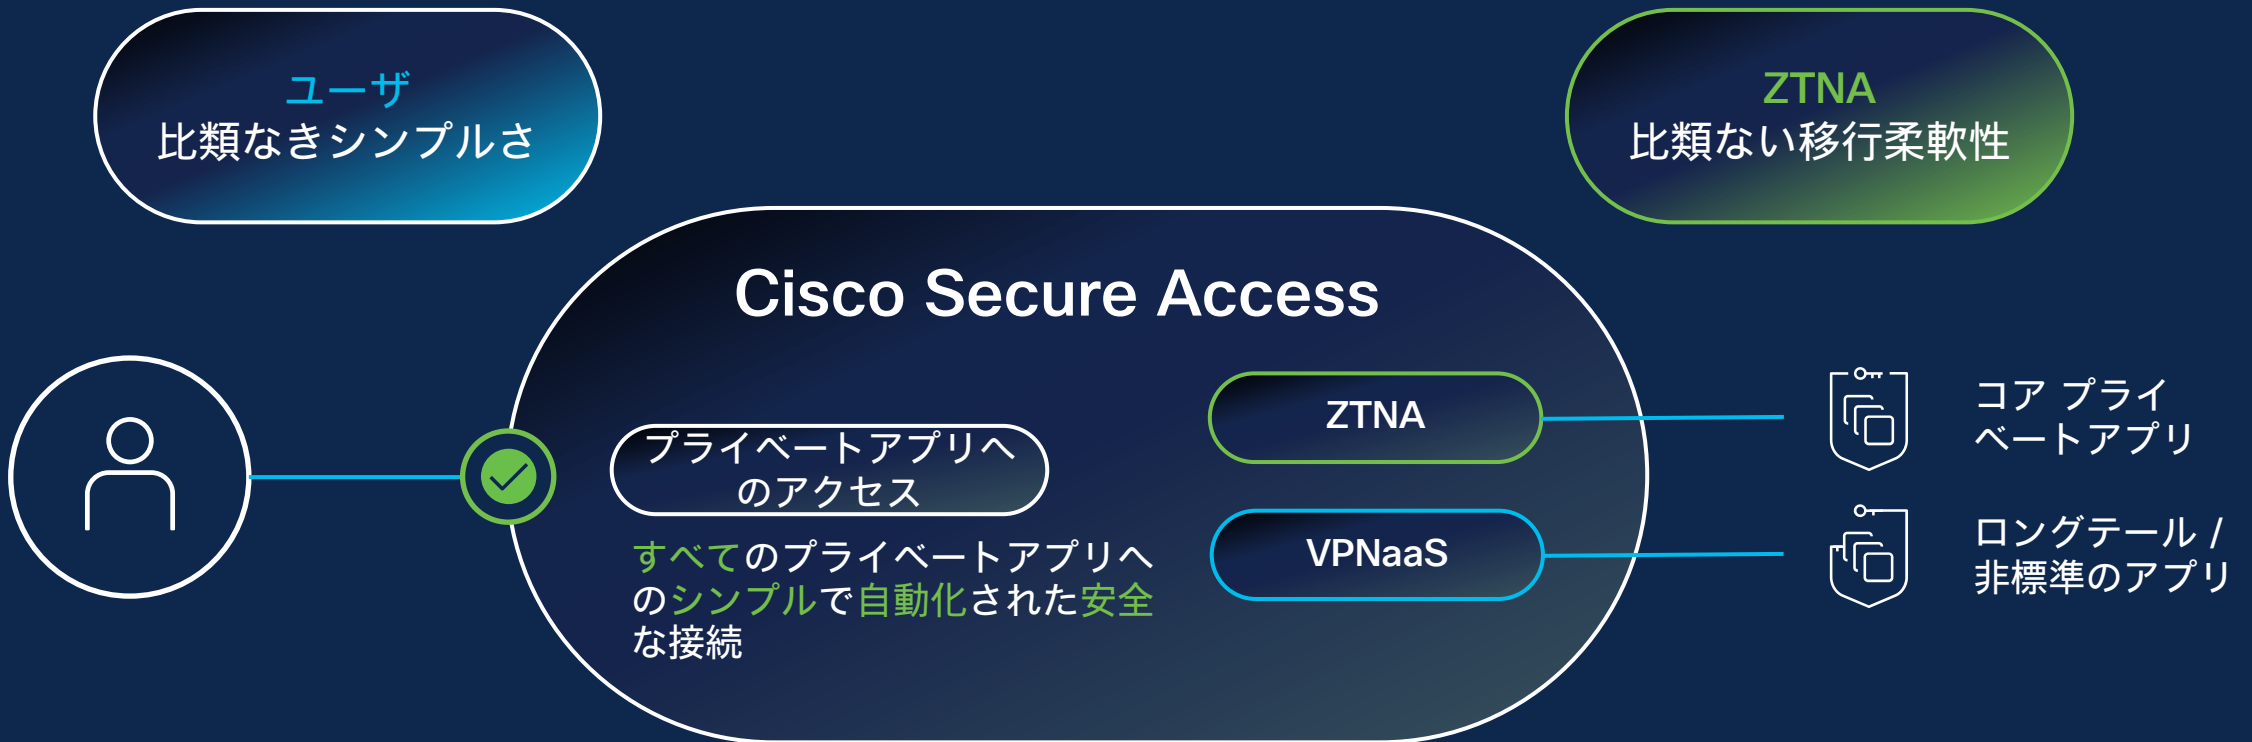 ユーザ
比類なきシンプルさ
ZTNA
比類ない移行柔軟性
Cisco Secure Access
プライベートアプリへ
のアクセス
すべてのプライベートアプリへ
のシンプルで自動化された安全
な接続
ZTNA
VPNaaS
コア プライ
ベートアプリ
ロングテール /
非標準のアプリ